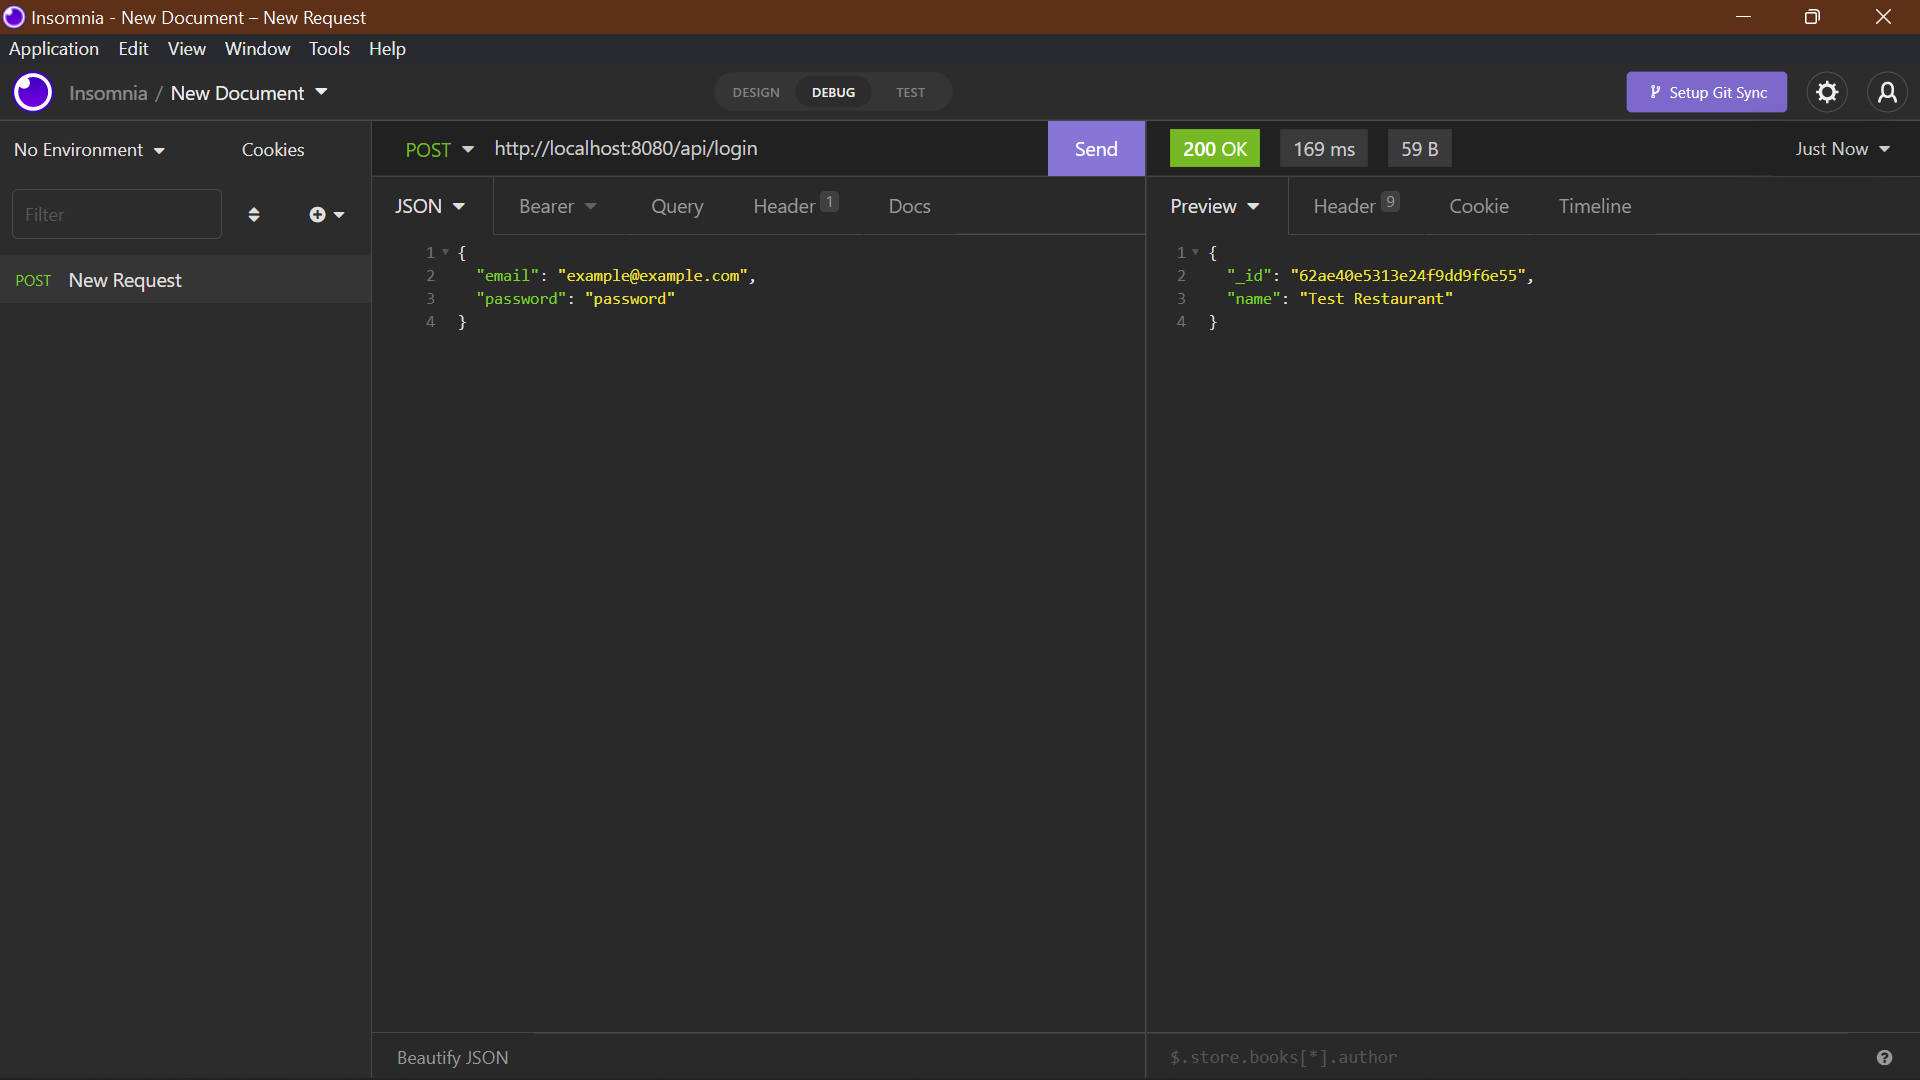 Insomnia - New Document – New Request
Application Edit View Window Tools Help
Insomnia / New Document
DESIGN DEBUG TEST
Setup Git Sync
No Environment Cookies
POST http://localhost:8080/api/login Send
200 OK 169 ms 59 B Just Now
Filter
POST New Request
JSON Bearer Query Header 1 Docs
1 {
2 "email": "example@example.com",
3 "password": "password"
4 }
Beautify JSON
Preview Header 9 Cookie Timeline
1 {
2 "_id": "62ae40e5313e24f9dd9f6e55",
3 "name": "Test Restaurant"
4 }
$.store.books[*].author